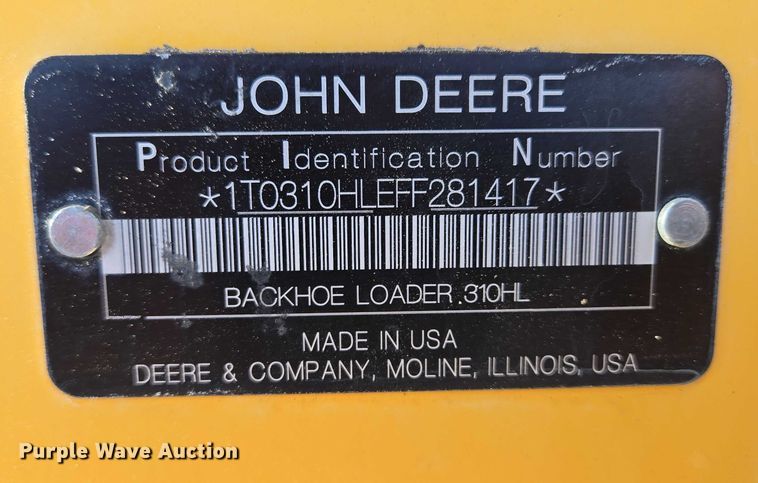 JOHN DEERE
Product Identification Number
*1T0310HLEFF281417*
BACKHOE LOADER 310HL
MADE IN USA
DEERE & COMPANY, MOLINE, ILLINOIS, USA
Purple Wave Auction